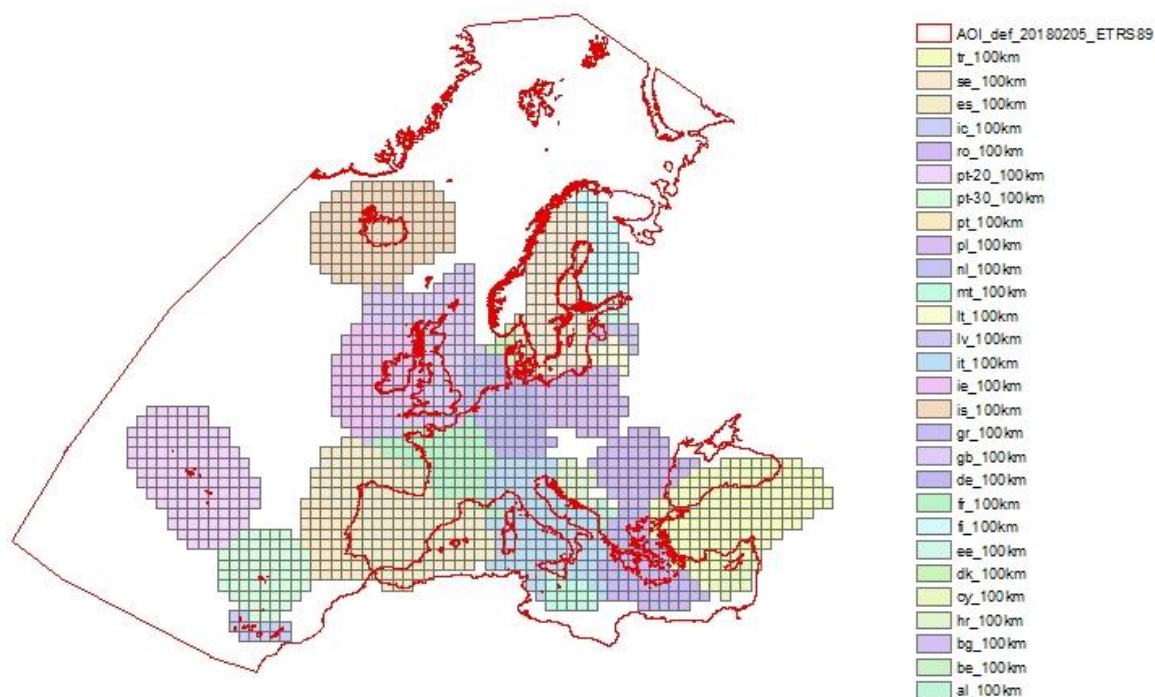 AOI_def_20180205_ETRS89
tr_100km
se_100km
es_100km
ic_100km
ro_100km
pt-20_100km
pt-30_100km
pt_100km
pl_100km
nl_100km
mt_100km
lt_100km
lv_100km
it_100km
ie_100km
is_100km
gr_100km
gb_100km
de_100km
fr_100km
fi_100km
ee_100km
dk_100km
cy_100km
hr_100km
bg_100km
be_100km
al_100km